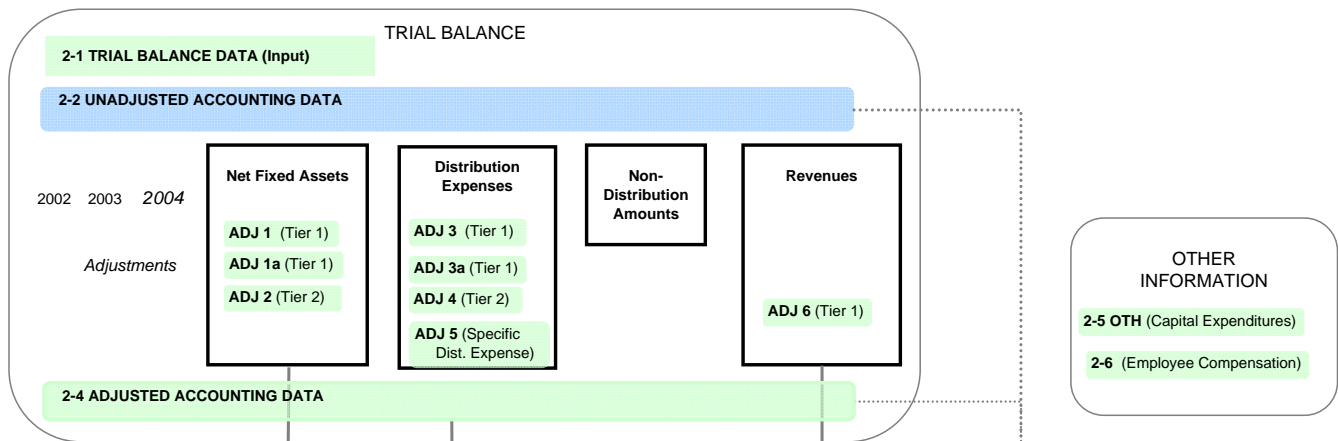 TRIAL BALANCE
2-1 TRIAL BALANCE DATA (Input)
2-2 UNADJUSTED ACCOUNTING DATA
2002 2003 2004
Adjustments
Net Fixed Assets
ADJ 1 (Tier 1)
ADJ 1a (Tier 1)
ADJ 2 (Tier 2)
Distribution
Expenses
ADJ 3 (Tier 1)
ADJ 3a (Tier 1)
ADJ 4 (Tier 2)
ADJ 5 (Specific
Dist. Expense)
Non-
Distribution
Amounts
Revenues
ADJ 6 (Tier 1)
2-4 ADJUSTED ACCOUNTING DATA
OTHER
INFORMATION
2-5 OTH (Capital Expenditures)
2-6 (Employee Compensation)